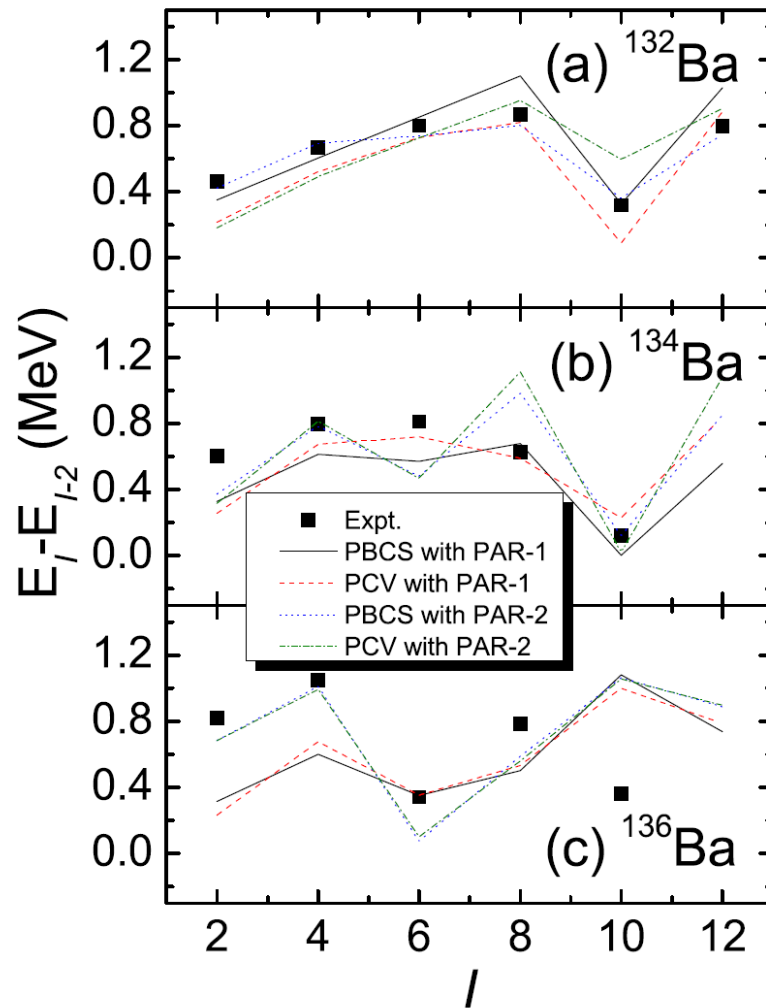 (a) ¹³²Ba
1.2
0.8
0.4
0.0
(b) ¹³⁴Ba
1.2
0.8
0.4
0.0
E_I-E_{I-2} (MeV)
Expt.
PBCS with PAR-1
PCV with PAR-1
PBCS with PAR-2
PCV with PAR-2
1.2
0.8
0.4
0.0
(c) ¹³⁶Ba
2 4 6 8 10 12
I